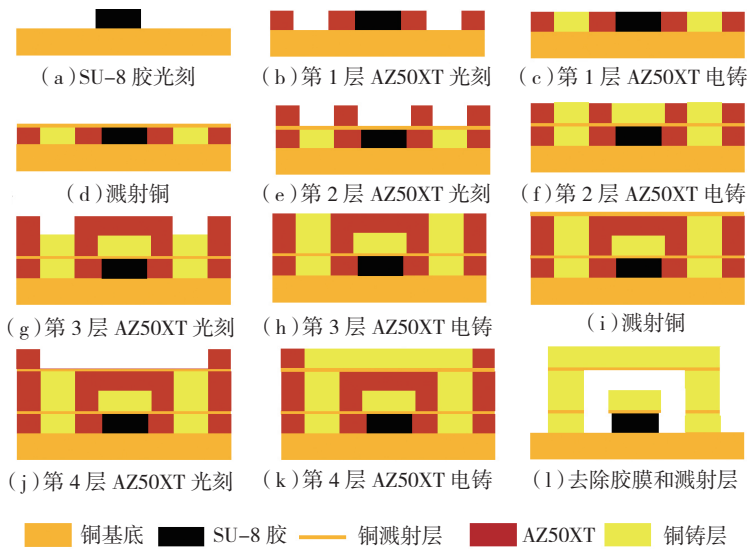 (a)SU-8 胶光刻
(b)第 1 层 AZ50XT 光刻
(c)第 1 层 AZ50XT 电铸
(d)溅射铜
(e)第 2 层 AZ50XT 光刻
(f)第 2 层 AZ50XT 电铸
(g)第 3 层 AZ50XT 光刻
(h)第 3 层 AZ50XT 电铸
(i)溅射铜
(j)第 4 层 AZ50XT 光刻
(k)第 4 层 AZ50XT 电铸
(l)去除胶膜和溅射层
铜基底 SU-8 胶 铜溅射层 AZ50XT 铜铸层